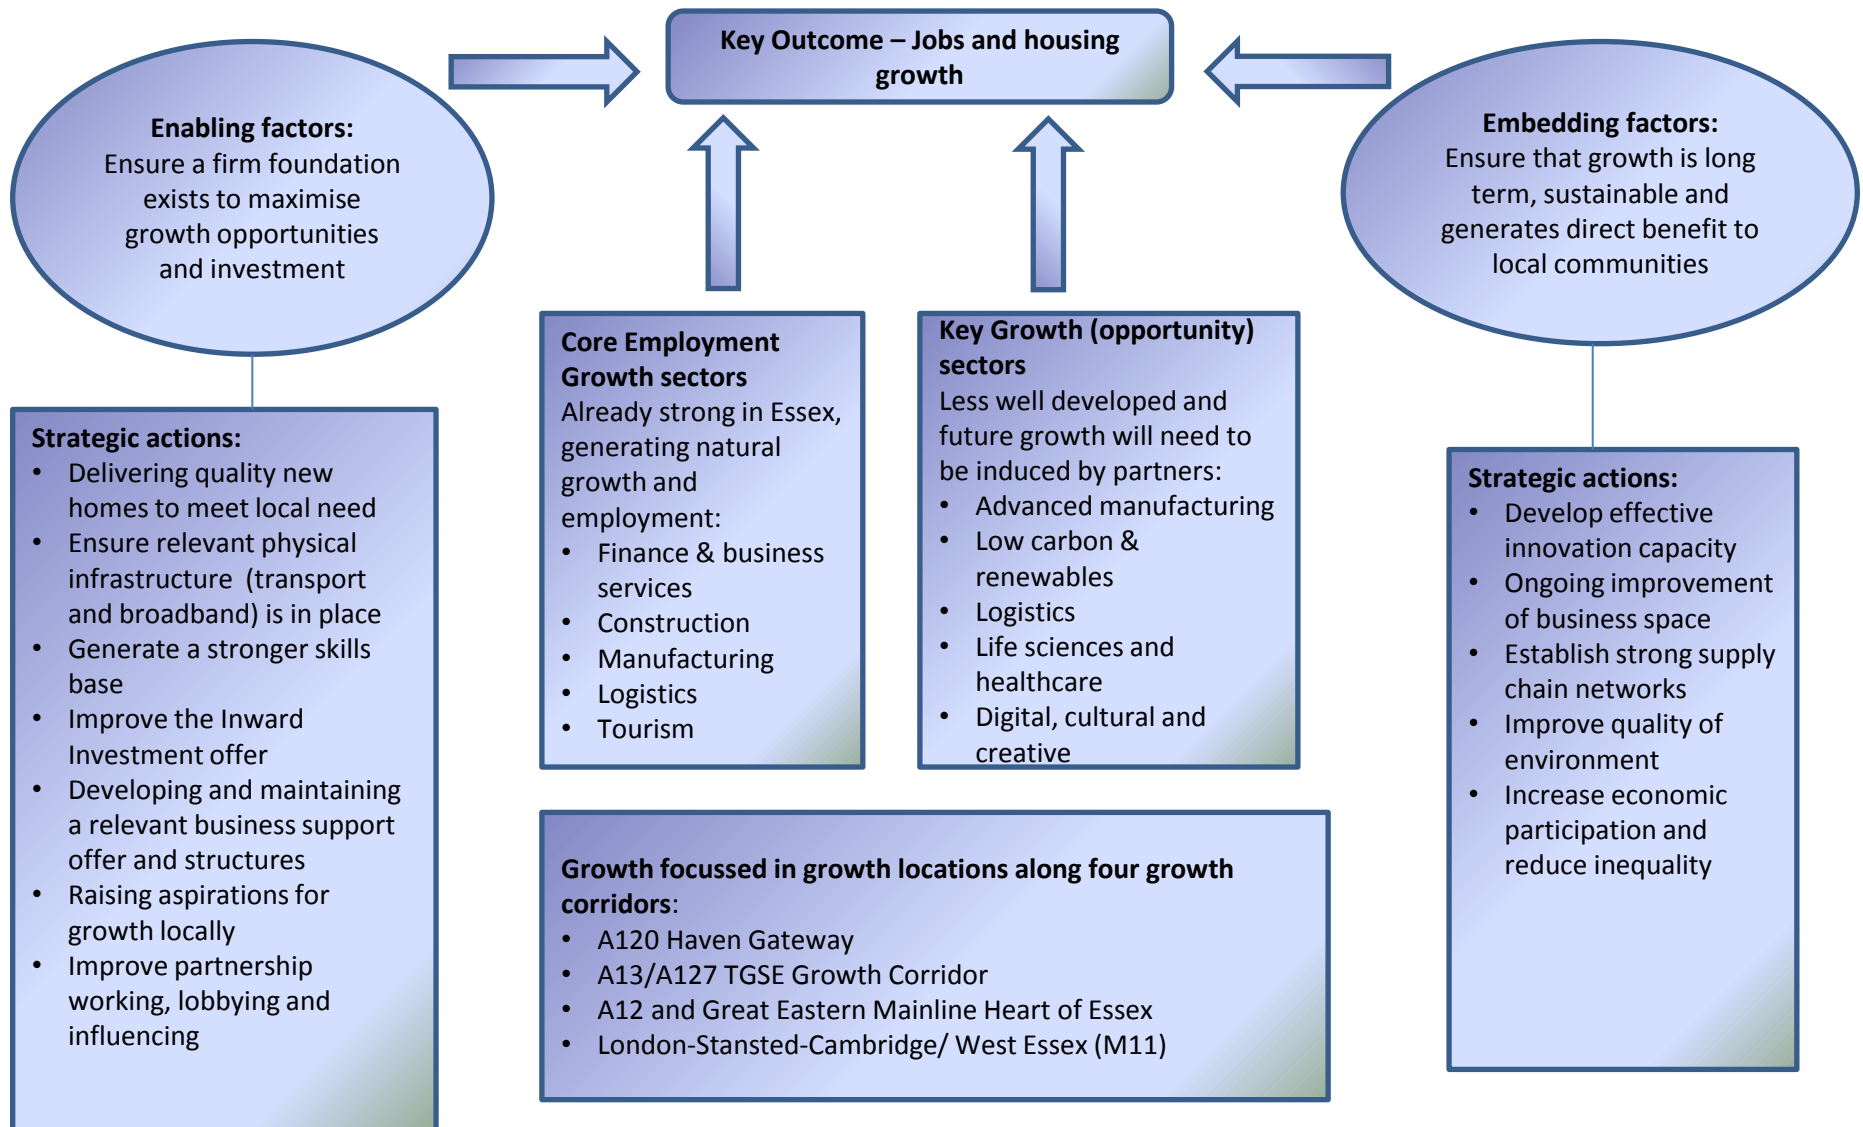 Key Outcome – Jobs and housing
growth
Enabling factors:
Ensure a firm foundation
exists to maximise
growth opportunities
and investment
Embedding factors:
Ensure that growth is long
term, sustainable and
generates direct benefit to
local communities
Strategic actions:
• Delivering quality new
homes to meet local need
• Ensure relevant physical
infrastructure (transport
and broadband) is in place
• Generate a stronger skills
base
• Improve the Inward
Investment offer
• Developing and maintaining
a relevant business support
offer and structures
• Raising aspirations for
growth locally
• Improve partnership
working, lobbying and
influencing
Core Employment
Growth sectors
Already strong in Essex,
generating natural
growth and
employment:
• Finance & business
services
• Construction
• Manufacturing
• Logistics
• Tourism
Key Growth (opportunity)
sectors
Less well developed and
future growth will need to
be induced by partners:
• Advanced manufacturing
• Low carbon &
renewables
• Logistics
• Life sciences and
healthcare
• Digital, cultural and
creative
Growth focussed in growth locations along four growth
corridors:
• A120 Haven Gateway
• A13/A127 TGSE Growth Corridor
• A12 and Great Eastern Mainline Heart of Essex
• London-Stansted-Cambridge/ West Essex (M11)
Strategic actions:
• Develop effective
innovation capacity
• Ongoing improvement
of business space
• Establish strong supply
chain networks
• Improve quality of
environment
• Increase economic
participation and
reduce inequality